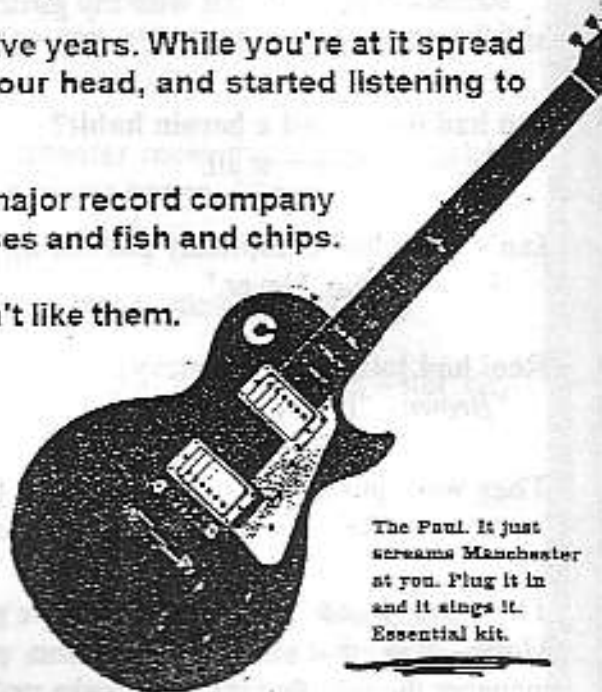 ve years. While you're at it spread
our head, and started listening to
najor record company
es and fish and chips.
't like them.
The Paul. It just
screams Manchester
at you. Plug it in
and it sings it.
Essential kit.